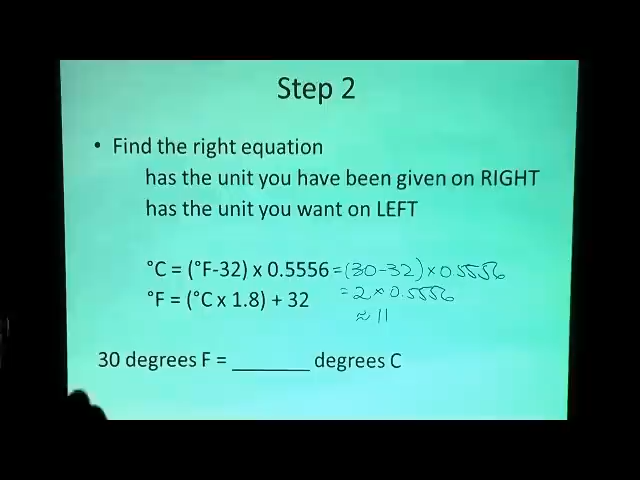 Step 2
• Find the right equation
has the unit you have been given on RIGHT
has the unit you want on LEFT
°C = (°F-32) x 0.5556 = (30-32) x 0.5556
°F = (°C x 1.8) + 32 = 2 x 0.5556
≈ 11
30 degrees F = ________ degrees C